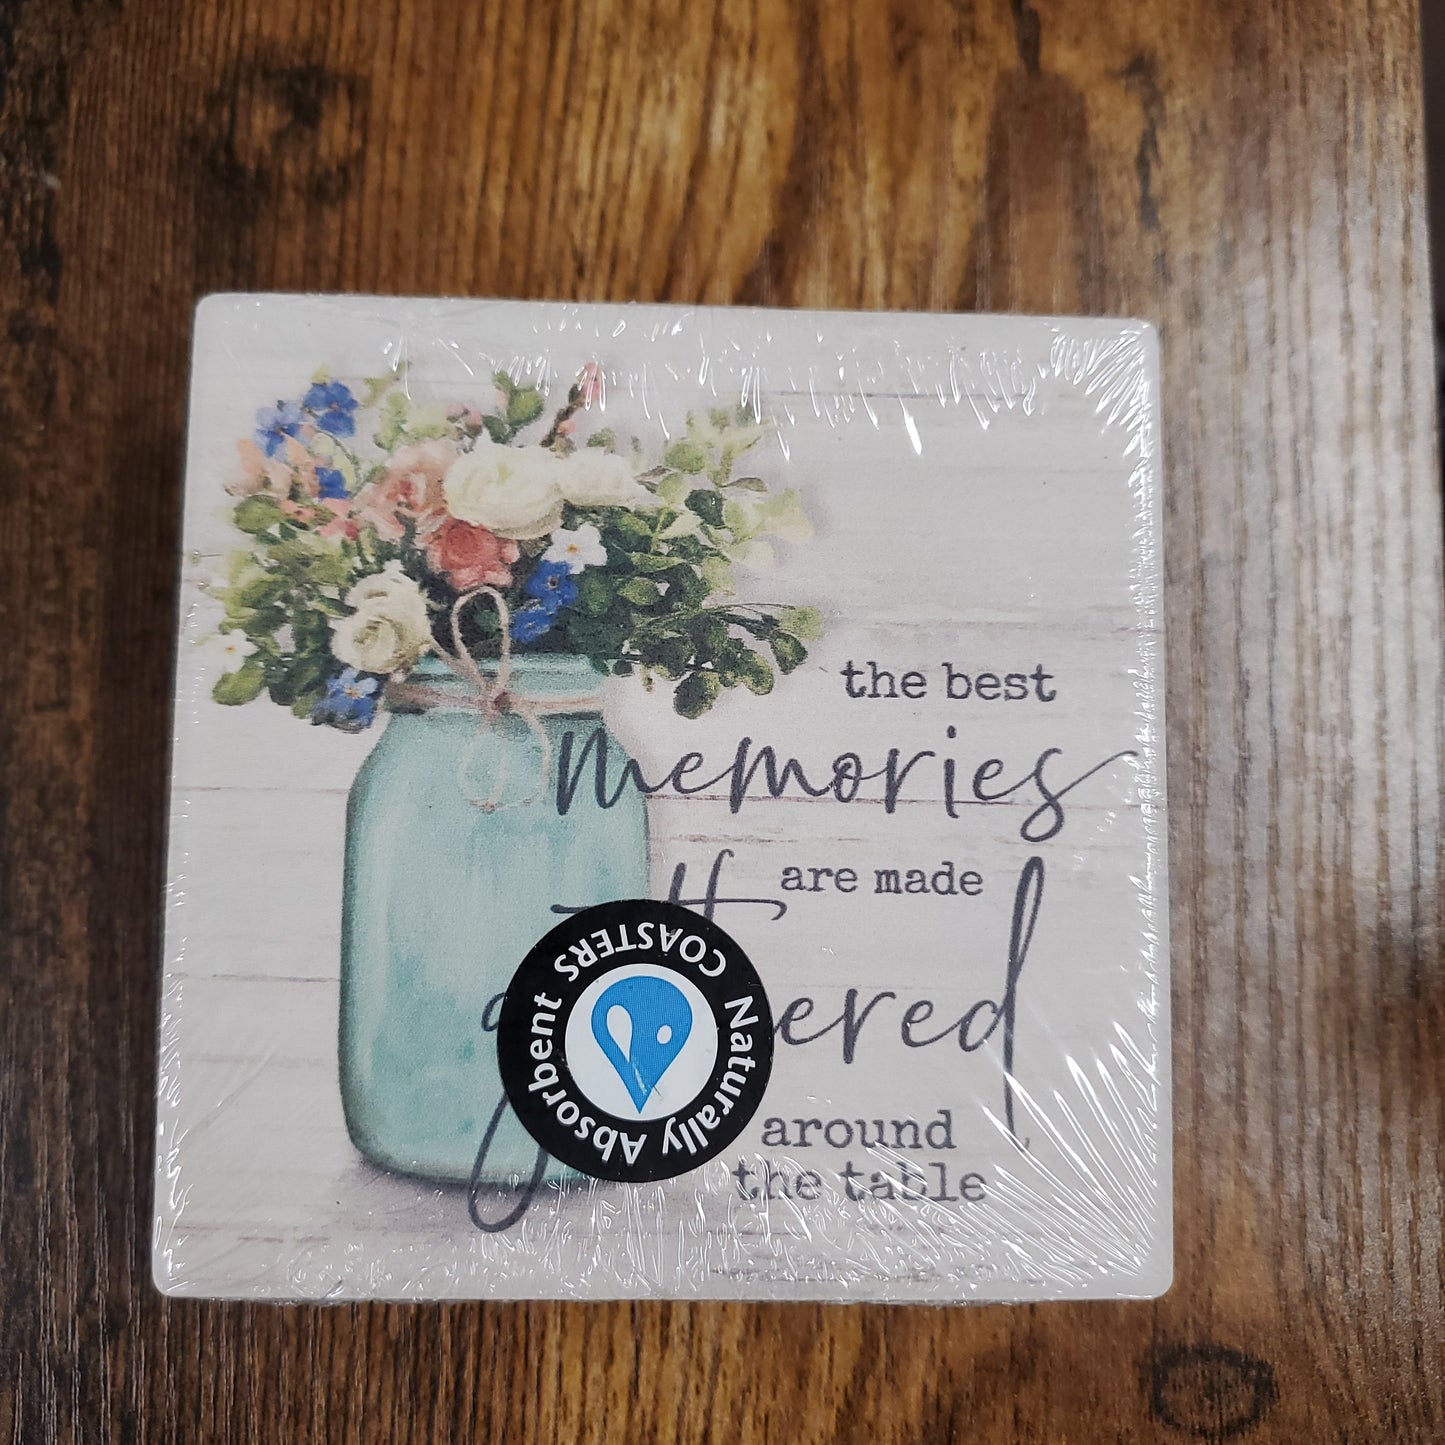 the best
memories
are made
gathered
around
the table
Naturally Absorbent
COASTERS